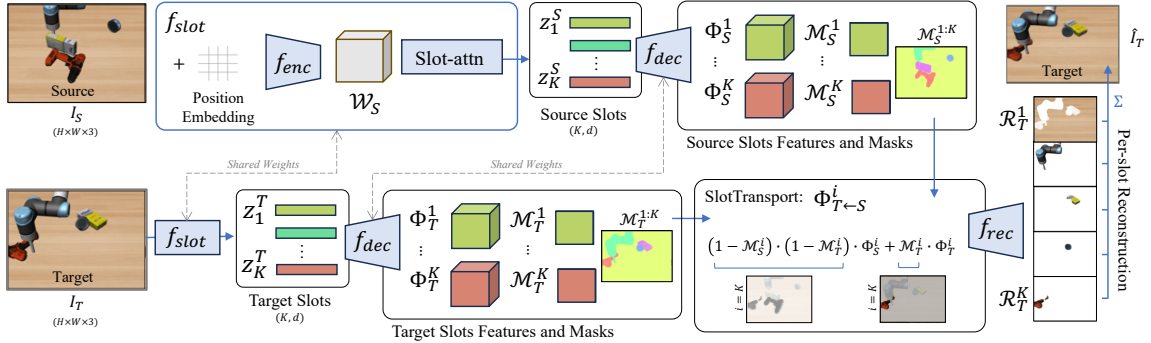 Source
I_S
(H×W×3)
f_slot
+
Position
Embedding
f_enc
𝒲_S
Slot-attn
z_1^S
⋮
z_K^S
Source Slots
(K, d)
f_dec
Φ_S^1
⋮
Φ_S^K
ℳ_S^1
⋮
ℳ_S^K
ℳ_S^{1:K}
Source Slots Features and Masks
Target
Î_T
Σ
Per-slot Reconstruction
ℛ_T^1
ℛ_T^K
Shared Weights
Shared Weights
Target
I_T
(H×W×3)
f_slot
z_1^T
⋮
z_K^T
Target Slots
(K, d)
f_dec
Φ_T^1
⋮
Φ_T^K
ℳ_T^1
⋮
ℳ_T^K
ℳ_T^{1:K}
Target Slots Features and Masks
SlotTransport: Φ_{T←S}^i
(1 − ℳ_S^i) · (1 − ℳ_T^i) · Φ_S^i + ℳ_T^i · Φ_T^i
i = K
i = K
f_rec